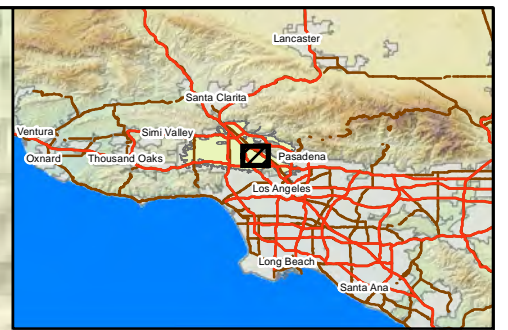 Lancaster
Santa Clarita
Ventura
Simi Valley
Oxnard
Thousand Oaks
Pasadena
Los Angeles
Long Beach
Santa Ana